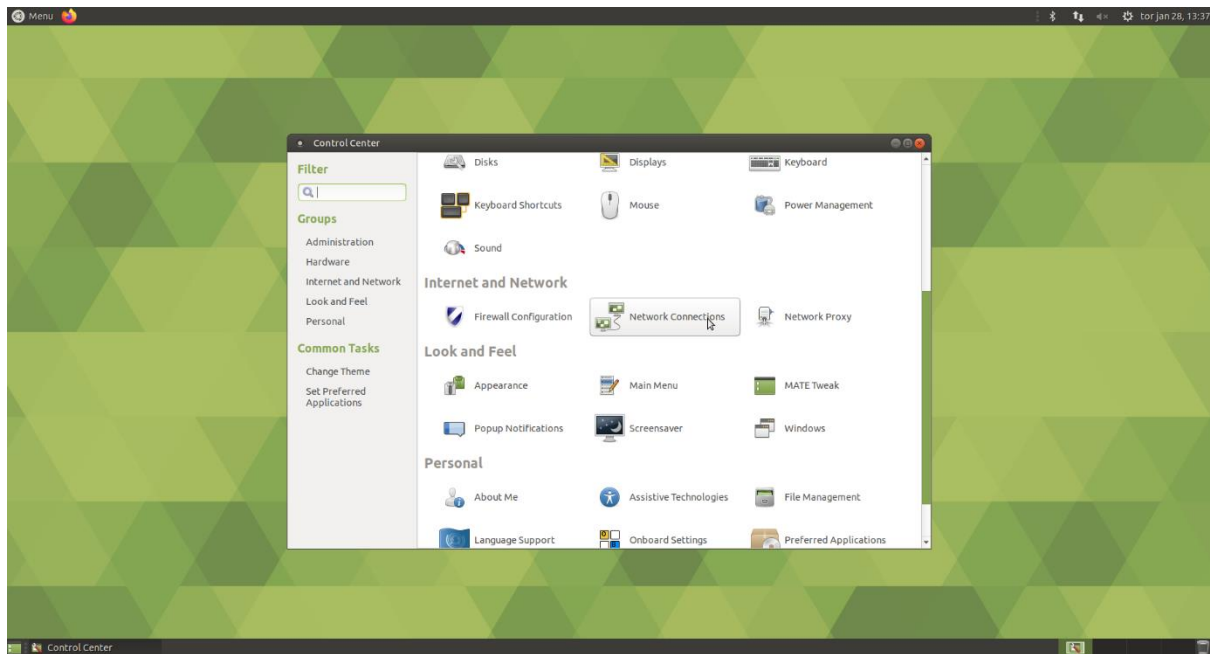 Menu
tor jan 28, 13:37
Control Center
Filter
Groups
Administration
Hardware
Internet and Network
Look and Feel
Personal
Common Tasks
Change Theme
Set Preferred
Applications
Disks
Displays
Keyboard
Keyboard Shortcuts
Mouse
Power Management
Sound
Internet and Network
Firewall Configuration
Network Connections
Network Proxy
Look and Feel
Appearance
Main Menu
MATE Tweak
Popup Notifications
Screensaver
Windows
Personal
About Me
Assistive Technologies
File Management
Language Support
Onboard Settings
Preferred Applications
Control Center